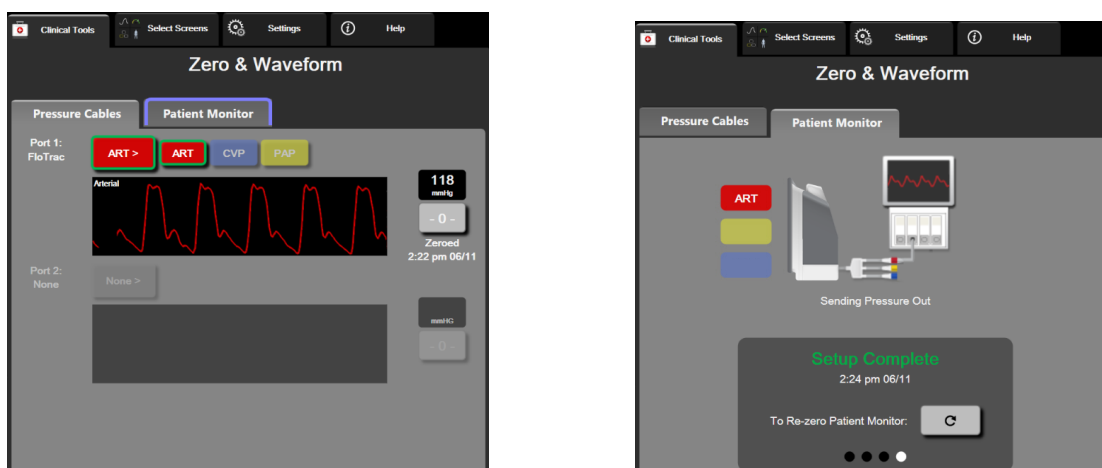 Clinical Tools
Select Screens
Settings
Help
Zero & Waveform
Pressure Cables
Patient Monitor
Port 1:
FloTrac
ART >
ART
CVP
PAP
Arterial
118
mmHg
- 0 -
Zeroed
2:22 pm 06/11
Port 2:
None
None >
mmHG
- 0 -
Clinical Tools
Select Screens
Settings
Help
Zero & Waveform
Pressure Cables
Patient Monitor
ART
Sending Pressure Out
Setup Complete
2:24 pm 06/11
To Re-zero Patient Monitor: